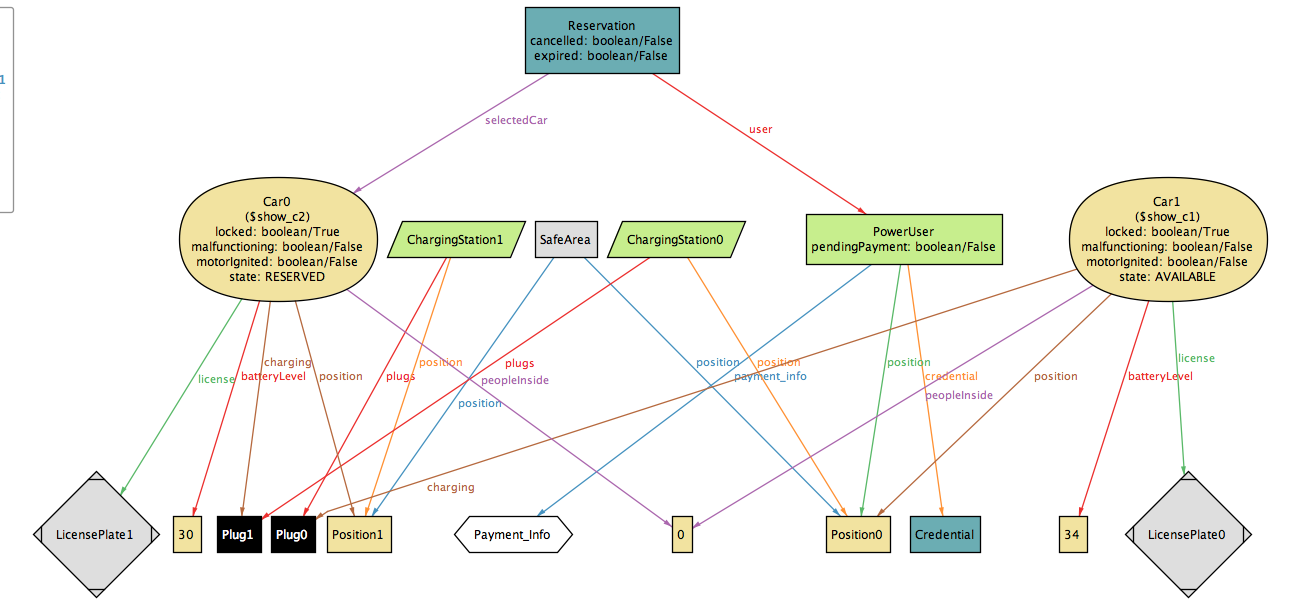 Reservation
cancelled: boolean/False
expired: boolean/False
1
selectedCar
user
Car0
($show_c2)
locked: boolean/True
malfunctioning: boolean/False
motorIgnited: boolean/False
state: RESERVED
ChargingStation1
SafeArea
ChargingStation0
PowerUser
pendingPayment: boolean/False
Car1
($show_c1)
locked: boolean/True
malfunctioning: boolean/False
motorIgnited: boolean/False
state: AVAILABLE
charging
position
plugs
position
position
position
license
license
batteryLevel
position
plugs
peopleInside
payment_info
credential
position
batteryLevel
position
peopleInside
charging
LicensePlate1
30
Plug1
Plug0
Position1
Payment_Info
0
Position0
Credential
34
LicensePlate0